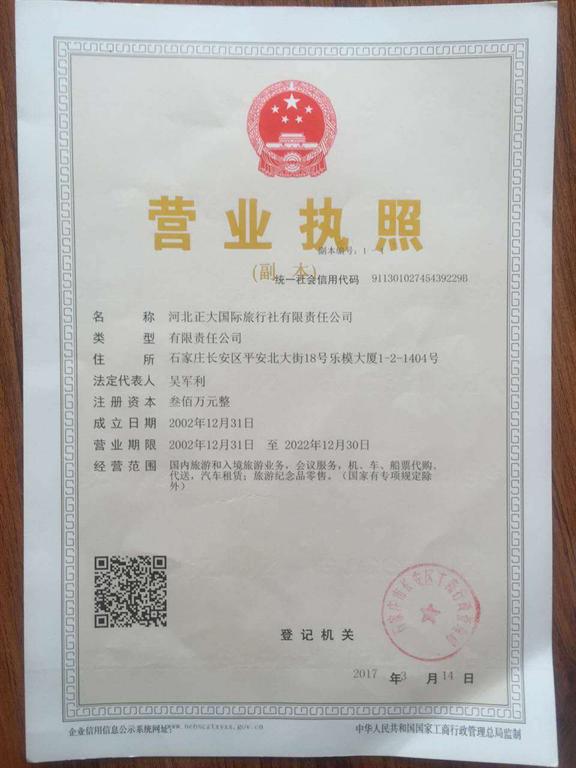 营业执照
副本编号：1 - 1
(副 本)
统一社会信用代码 91130102745439229B
名 称 河北正大国际旅行社有限责任公司
类 型 有限责任公司
住 所 石家庄长安区平安北大街18号乐模大厦1-2-1404号
法定代表人 吴军利
注册资本 叁佰万元整
成立日期 2002年12月31日
营业期限 2002年12月31日 至 2022年12月30日
经营范围 国内旅游和入境旅游业务，会议服务，机、车、船票代购、
代送，汽车租赁；旅游纪念品零售。（国家有专项规定除
外）
登记机关
2017 年 3 月 14 日
企业信用信息公示系统网址：
中华人民共和国国家工商行政管理总局监制